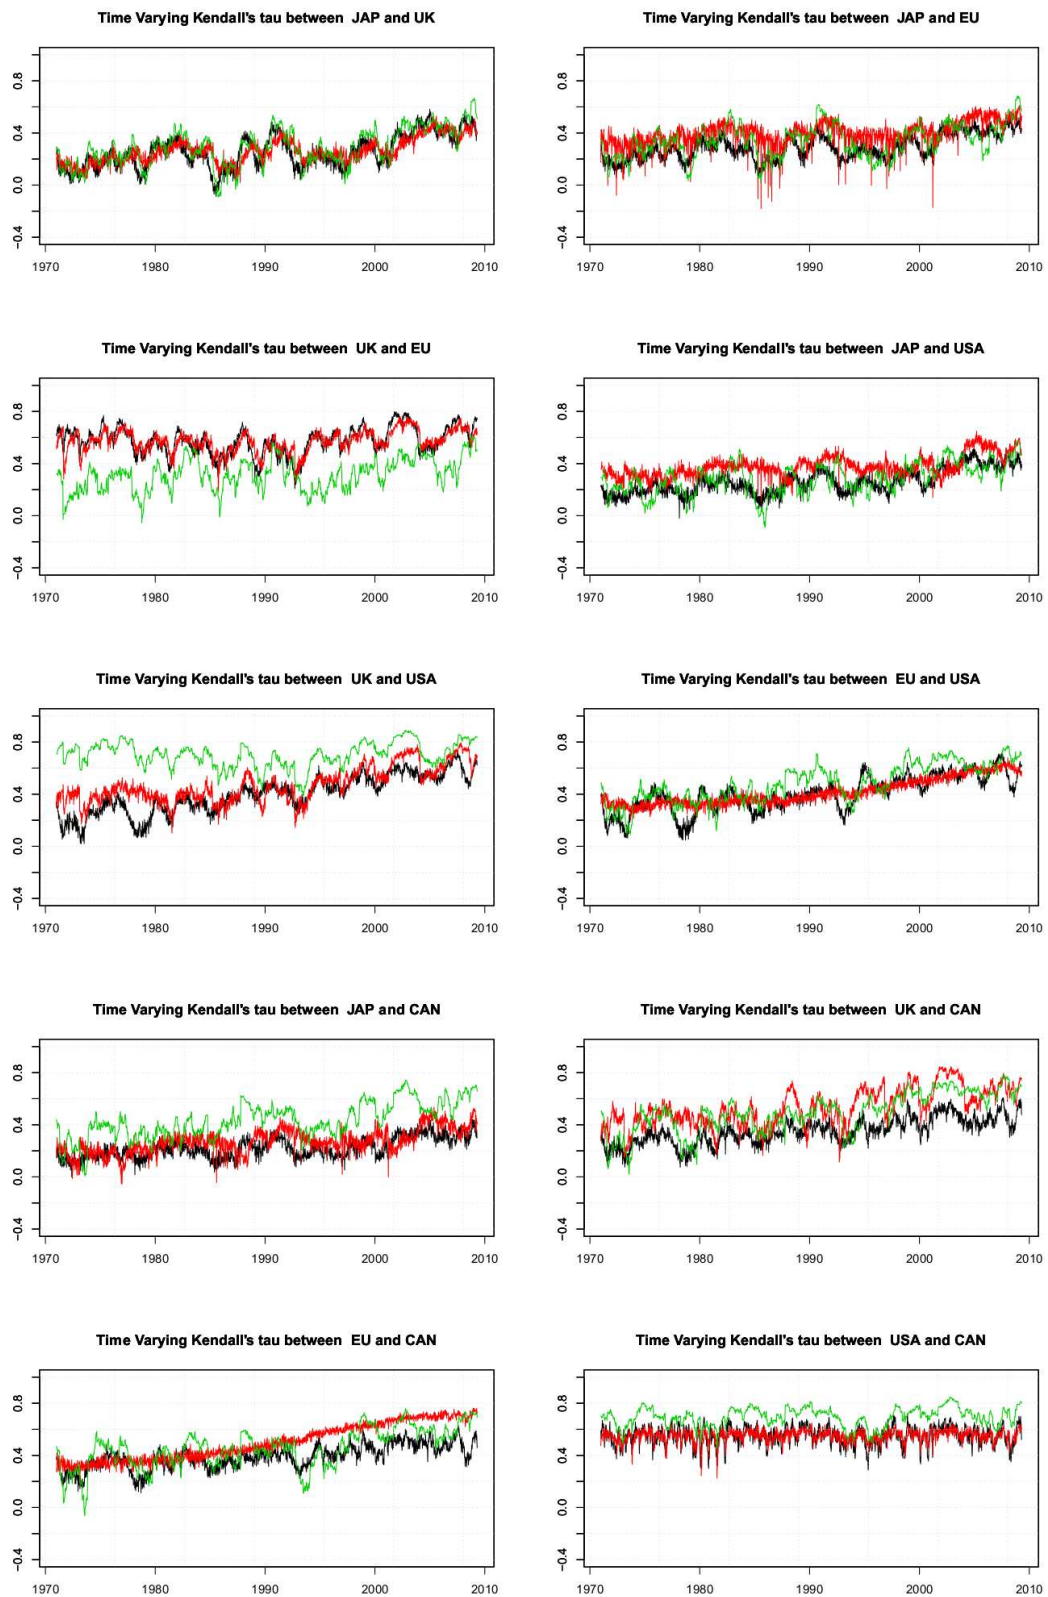 Time Varying Kendall's tau between JAP and UK
0.8
0.4
0.0
−0.4
1970 1980 1990 2000 2010
Time Varying Kendall's tau between JAP and EU
0.8
0.4
0.0
−0.4
1970 1980 1990 2000 2010
Time Varying Kendall's tau between UK and EU
0.8
0.4
0.0
−0.4
1970 1980 1990 2000 2010
Time Varying Kendall's tau between JAP and USA
0.8
0.4
0.0
−0.4
1970 1980 1990 2000 2010
Time Varying Kendall's tau between UK and USA
0.8
0.4
0.0
−0.4
1970 1980 1990 2000 2010
Time Varying Kendall's tau between EU and USA
0.8
0.4
0.0
−0.4
1970 1980 1990 2000 2010
Time Varying Kendall's tau between JAP and CAN
0.8
0.4
0.0
−0.4
1970 1980 1990 2000 2010
Time Varying Kendall's tau between UK and CAN
0.8
0.4
0.0
−0.4
1970 1980 1990 2000 2010
Time Varying Kendall's tau between EU and CAN
0.8
0.4
0.0
−0.4
1970 1980 1990 2000 2010
Time Varying Kendall's tau between USA and CAN
0.8
0.4
0.0
−0.4
1970 1980 1990 2000 2010